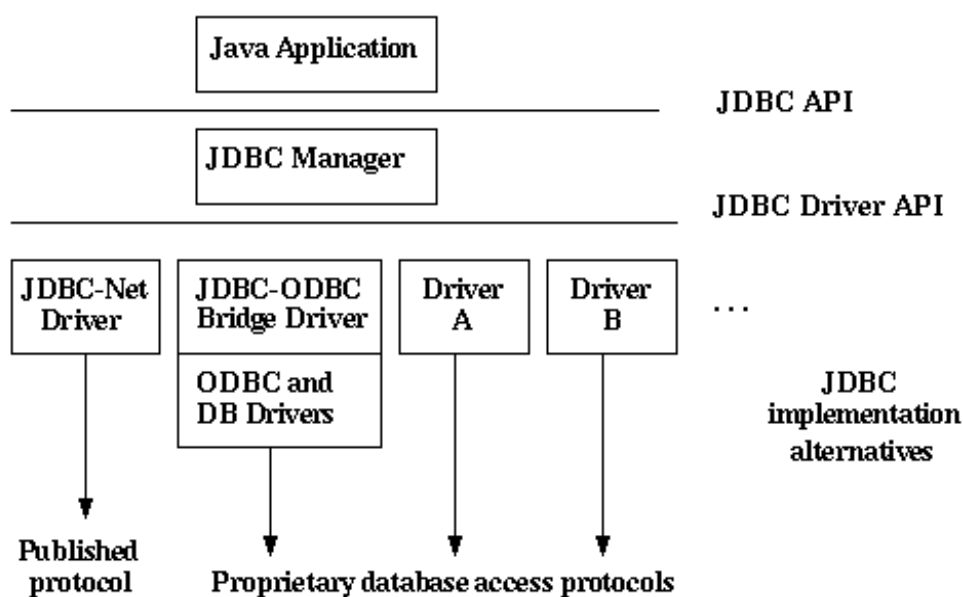 Java Application
JDBC API
JDBC Manager
JDBC Driver API
JDBC-Net
Driver
JDBC-ODBC
Bridge Driver
Driver
A
Driver
B
...
ODBC and
DB Drivers
JDBC
implementation
alternatives
Published
protocol
Proprietary database access protocols